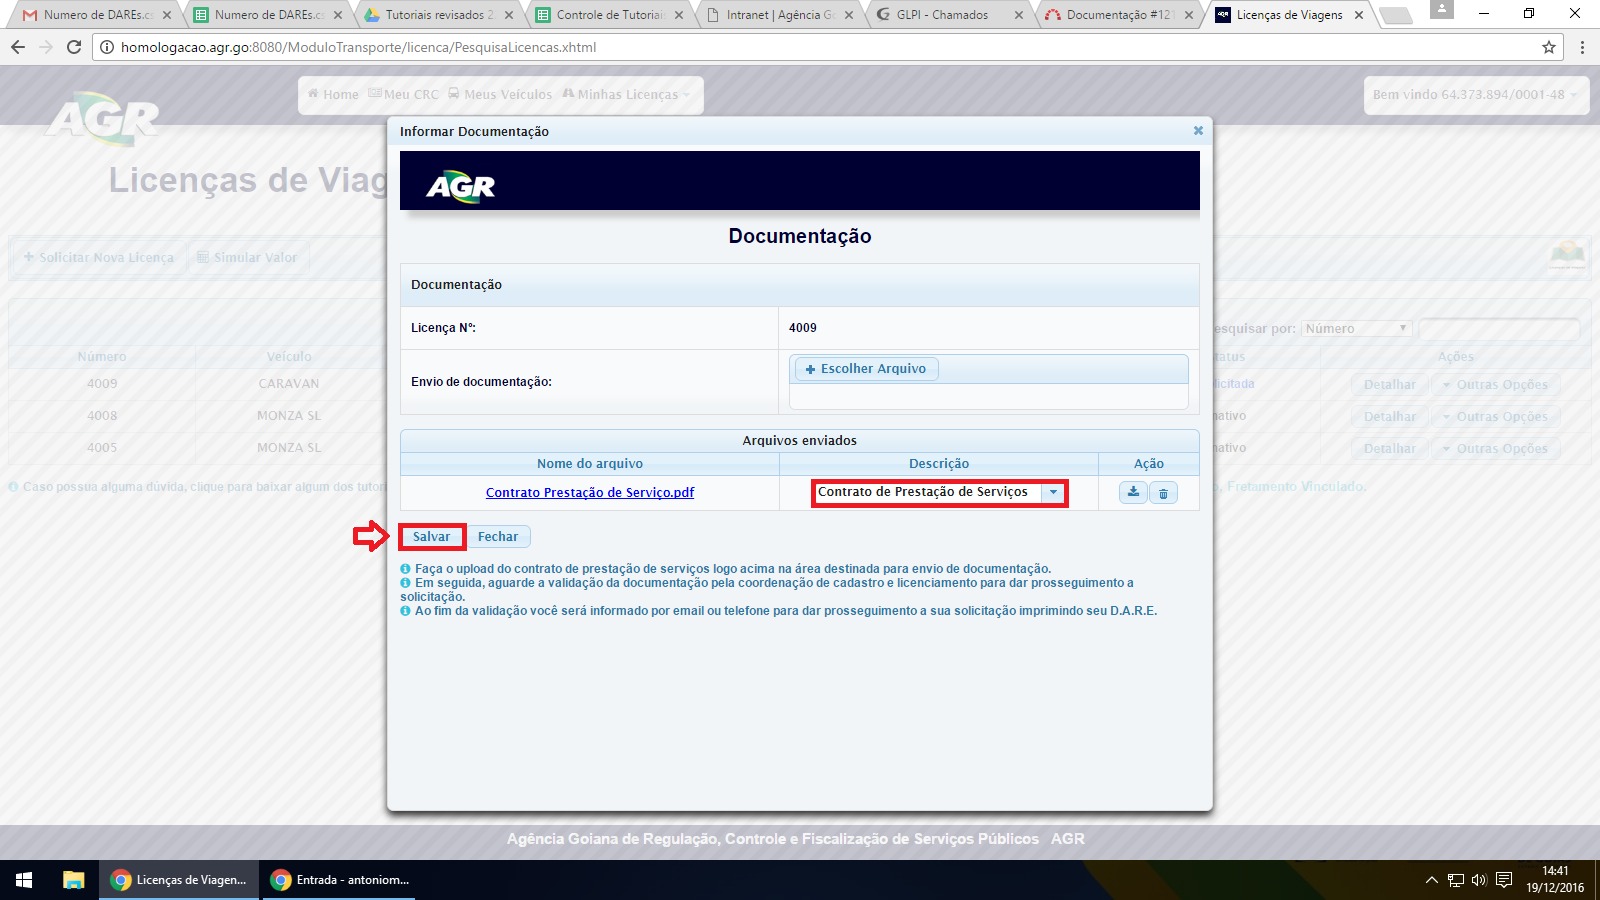 Numero de DAREs.cs
Numero de DAREs.cs
Tutoriais revisados 2
Controle de Tutoriai
Intranet | Agência Go
GLPI - Chamados
Documentação #121
Licenças de Viagens
homologacao.agr.go:8080/ModuloTransporte/licenca/PesquisaLicencas.xhtml
AGR
Home
Meu CRC
Meus Veículos
Minhas Licenças
Bem vindo 64.373.894/0001-48
Licenças de Viag
Informar Documentação
AGR
Documentação
Solicitar Nova Licença
Simular Valor
Documentação
Licença Nº:
4009
Envio de documentação:
Escolher Arquivo
esquisar por:
Número
Número
Veículo
tatus
Ações
4009
CARAVAN
licitada
Detalhar
Outras Opções
4008
MONZA SL
nativo
Detalhar
Outras Opções
4005
MONZA SL
nativo
Detalhar
Outras Opções
Arquivos enviados
Nome do arquivo
Descrição
Ação
Contrato Prestação de Serviço.pdf
Contrato de Prestação de Serviços
Caso possua alguma dúvida, clique para baixar algum dos tutor
o, Fretamento Vinculado.
Salvar
Fechar
Faça o upload do contrato de prestação de serviços logo acima na área destinada para envio de documentação.
Em seguida, aguarde a validação da documentação pela coordenação de cadastro e licenciamento para dar prosseguimento a
solicitação.
Ao fim da validação você será informado por email ou telefone para dar prosseguimento a sua solicitação imprimindo seu D.A.R.E.
Agência Goiana de Regulação, Controle e Fiscalização de Serviços Públicos AGR
Licenças de Viagen...
Entrada - antoniom...
14:41
19/12/2016